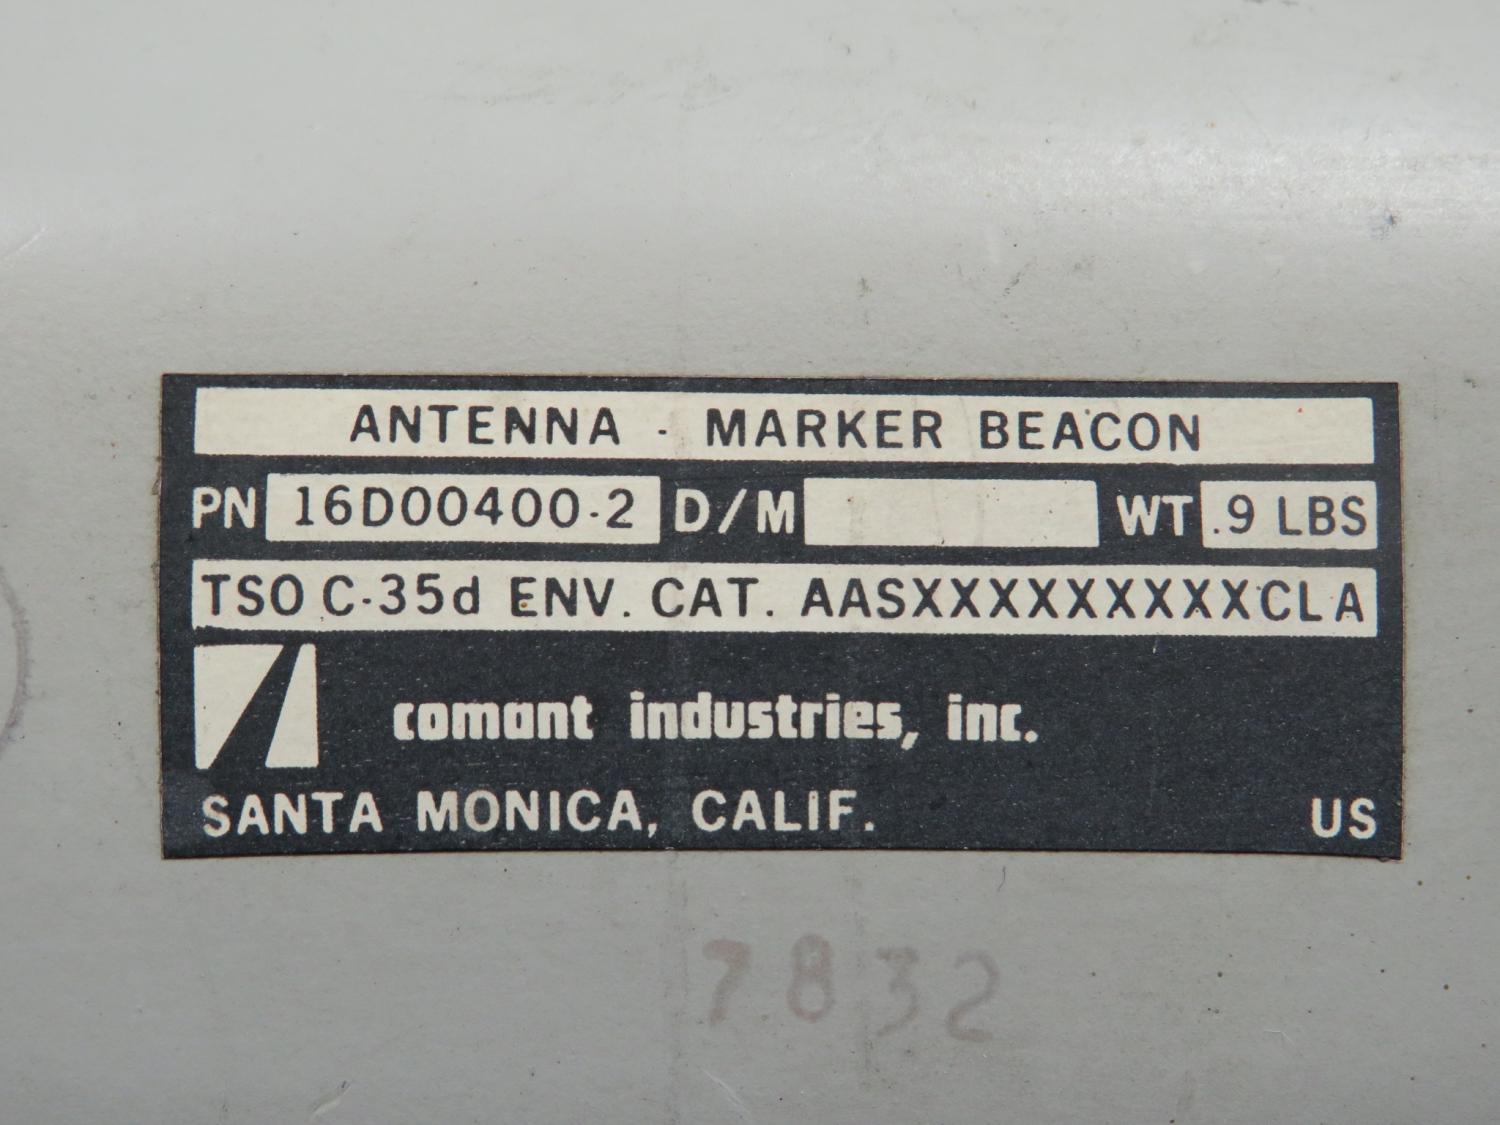 ANTENNA - MARKER BEACON
PN 16D00400-2 D/M WT .9 LBS
TSO C-35d ENV. CAT. AASXXXXXXXXXCLA
comant industries, inc.
SANTA MONICA, CALIF. US
7832